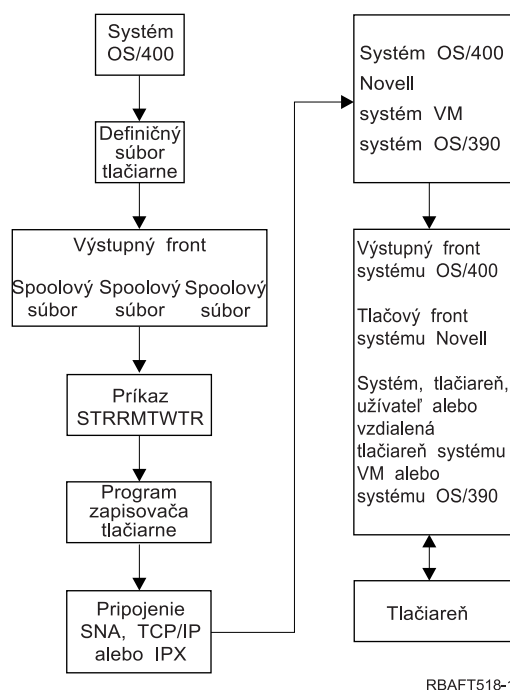 Systém
OS/400
Definičný
súbor
tlačiarne
Výstupný front
Spoolový Spoolový Spoolový
súbor súbor súbor
Príkaz
STRRMTWTR
Program
zapisovača
tlačiarne
Pripojenie
SNA, TCP/IP
alebo IPX
Systém OS/400
Novell
systém VM
systém OS/390
Výstupný front
systému OS/400
Tlačový front
systému Novell
Systém, tlačiareň,
užívateľ alebo
vzdialená
tlačiareň systému
VM alebo
systému OS/390
Tlačiareň
RBAFT518-1